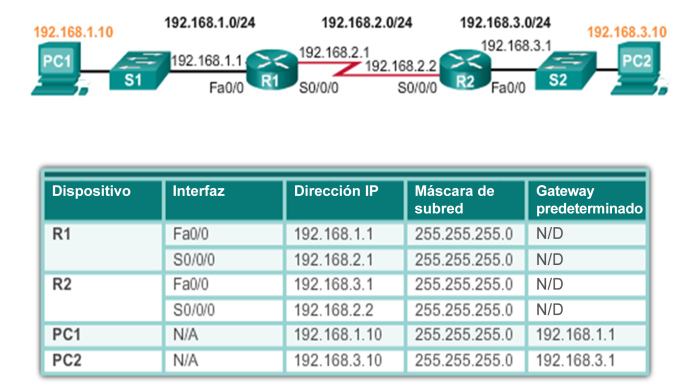 192.168.1.0/24 192.168.2.0/24 192.168.3.0/24
192.168.1.10 192.168.3.10
PC1 S1 192.168.1.1 R1 192.168.2.1 192.168.2.2 R2 192.168.3.1 S2 PC2
Fa0/0 S0/0/0 S0/0/0 Fa0/0
Dispositivo Interfaz Dirección IP Máscara de subred Gateway predeterminado
R1 Fa0/0 192.168.1.1 255.255.255.0 N/D
S0/0/0 192.168.2.1 255.255.255.0 N/D
R2 Fa0/0 192.168.3.1 255.255.255.0 N/D
S0/0/0 192.168.2.2 255.255.255.0 N/D
PC1 N/A 192.168.1.10 255.255.255.0 192.168.1.1
PC2 N/A 192.168.3.10 255.255.255.0 192.168.3.1